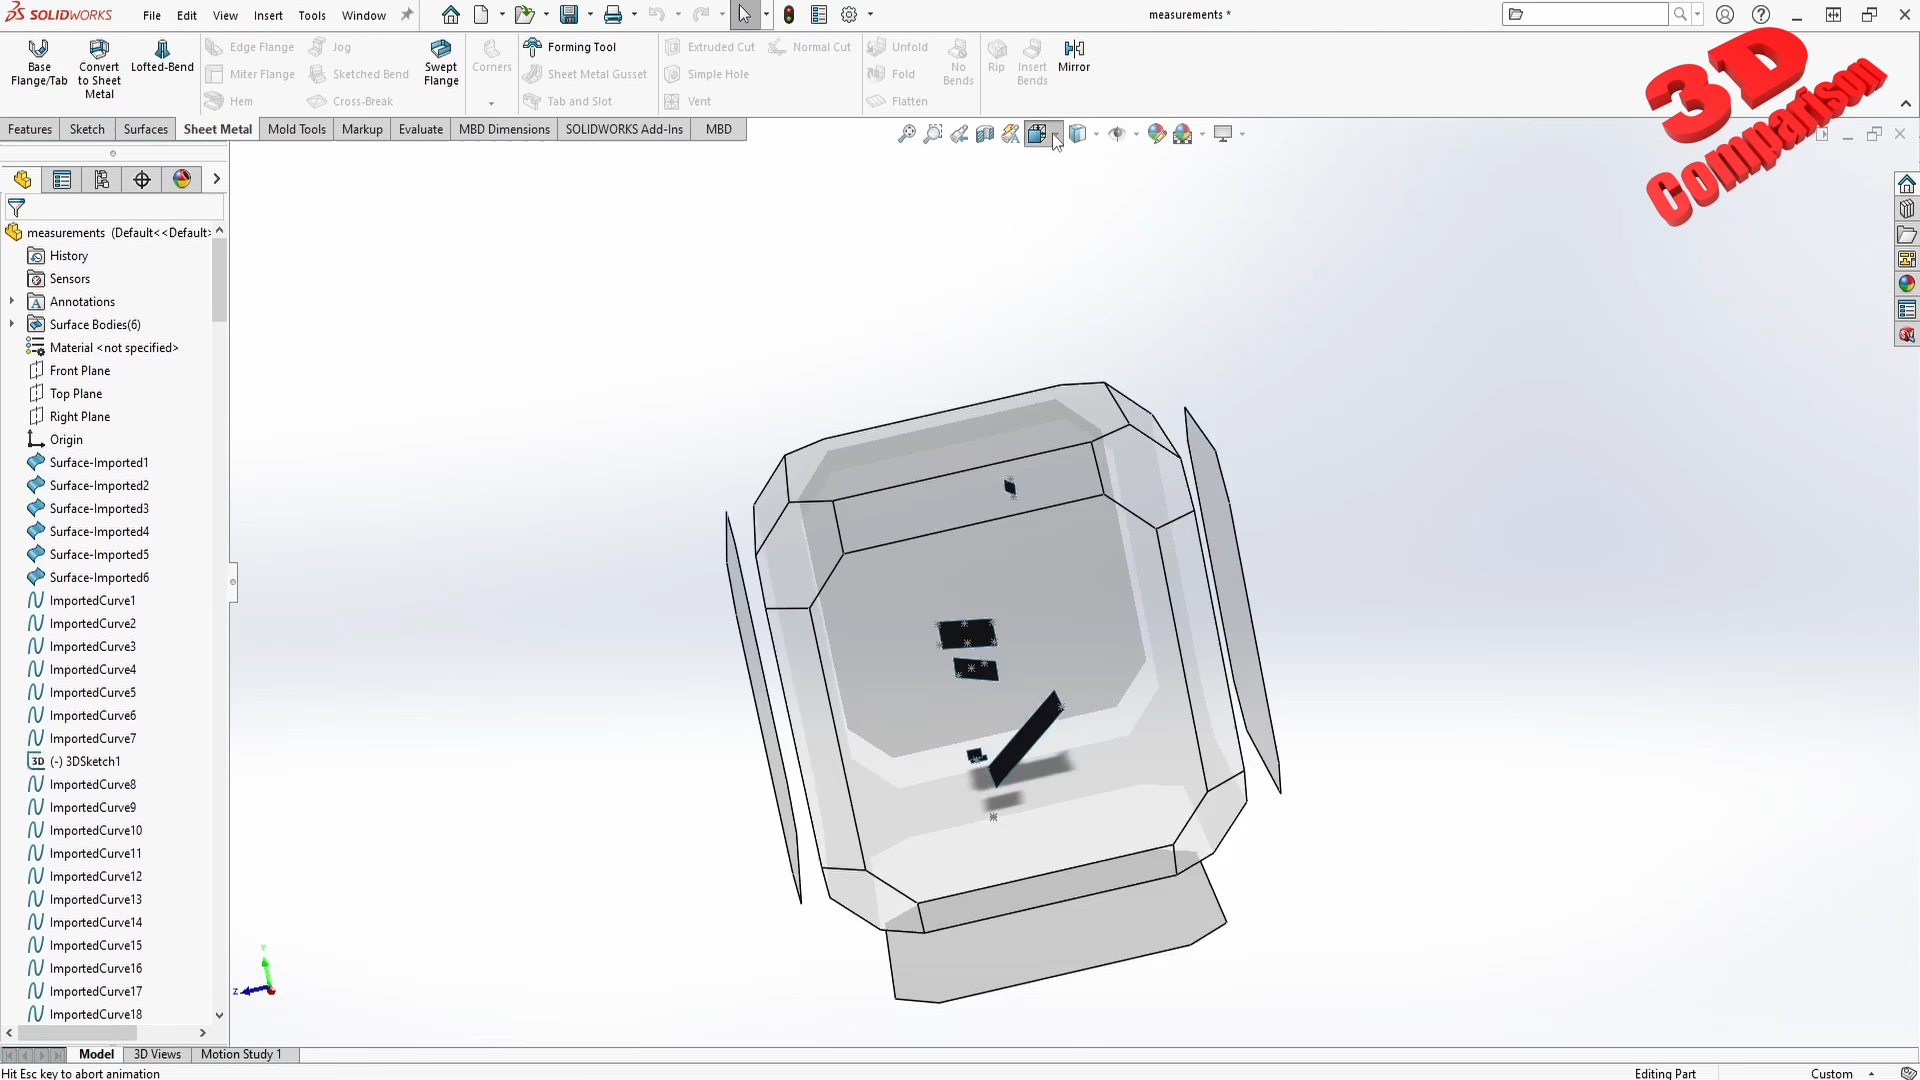 SOLIDWORKS File Edit View Insert Tools Window measurements *
Base Flange/Tab
Convert to Sheet Metal
Lofted-Bend
Edge Flange
Miter Flange
Hem
Jog
Sketched Bend
Cross-Break
Swept Flange
Corners
Forming Tool
Sheet Metal Gusset
Tab and Slot
Extruded Cut
Simple Hole
Vent
Normal Cut
Unfold
Fold
Flatten
No Bends
Rip
Insert Bends
Mirror
3D
Comparison
Features Sketch Surfaces Sheet Metal Mold Tools Markup Evaluate MBD Dimensions SOLIDWORKS Add-Ins MBD
measurements (Default<<Default>
History
Sensors
Annotations
Surface Bodies(6)
Material <not specified>
Front Plane
Top Plane
Right Plane
Origin
Surface-Imported1
Surface-Imported2
Surface-Imported3
Surface-Imported4
Surface-Imported5
Surface-Imported6
ImportedCurve1
ImportedCurve2
ImportedCurve3
ImportedCurve4
ImportedCurve5
ImportedCurve6
ImportedCurve7
3D (-) 3DSketch1
ImportedCurve8
ImportedCurve9
ImportedCurve10
ImportedCurve11
ImportedCurve12
ImportedCurve13
ImportedCurve14
ImportedCurve15
ImportedCurve16
ImportedCurve17
ImportedCurve18
Y
Z
Model 3D Views Motion Study 1
Hit Esc key to abort animation Editing Part Custom